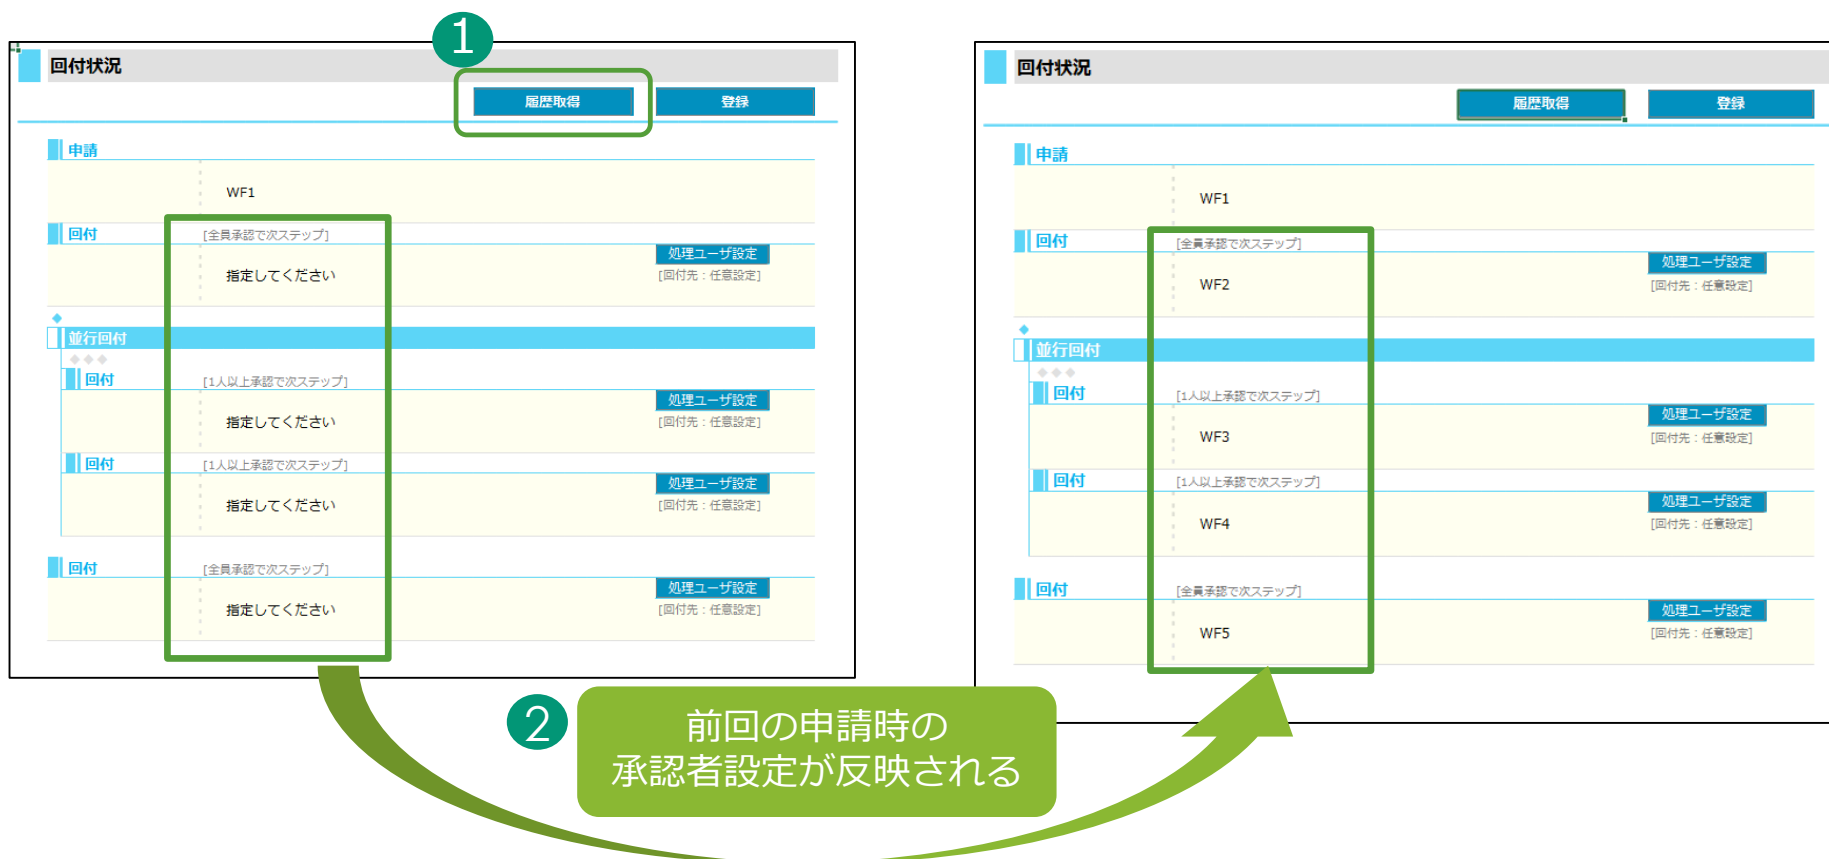 1
回付状況
履歴取得 登録
申請
WF1
回付 [全員承認で次ステップ]
処理ユーザ設定
指定してください [回付先：任意設定]
並行回付
回付 [1人以上承認で次ステップ]
処理ユーザ設定
指定してください [回付先：任意設定]
回付 [1人以上承認で次ステップ]
処理ユーザ設定
指定してください [回付先：任意設定]
回付 [全員承認で次ステップ]
処理ユーザ設定
指定してください [回付先：任意設定]
回付状況
履歴取得 登録
申請
WF1
回付 [全員承認で次ステップ]
処理ユーザ設定
WF2 [回付先：任意設定]
並行回付
回付 [1人以上承認で次ステップ]
処理ユーザ設定
WF3 [回付先：任意設定]
回付 [1人以上承認で次ステップ]
処理ユーザ設定
WF4 [回付先：任意設定]
回付 [全員承認で次ステップ]
処理ユーザ設定
WF5 [回付先：任意設定]
2
前回の申請時の
承認者設定が反映される